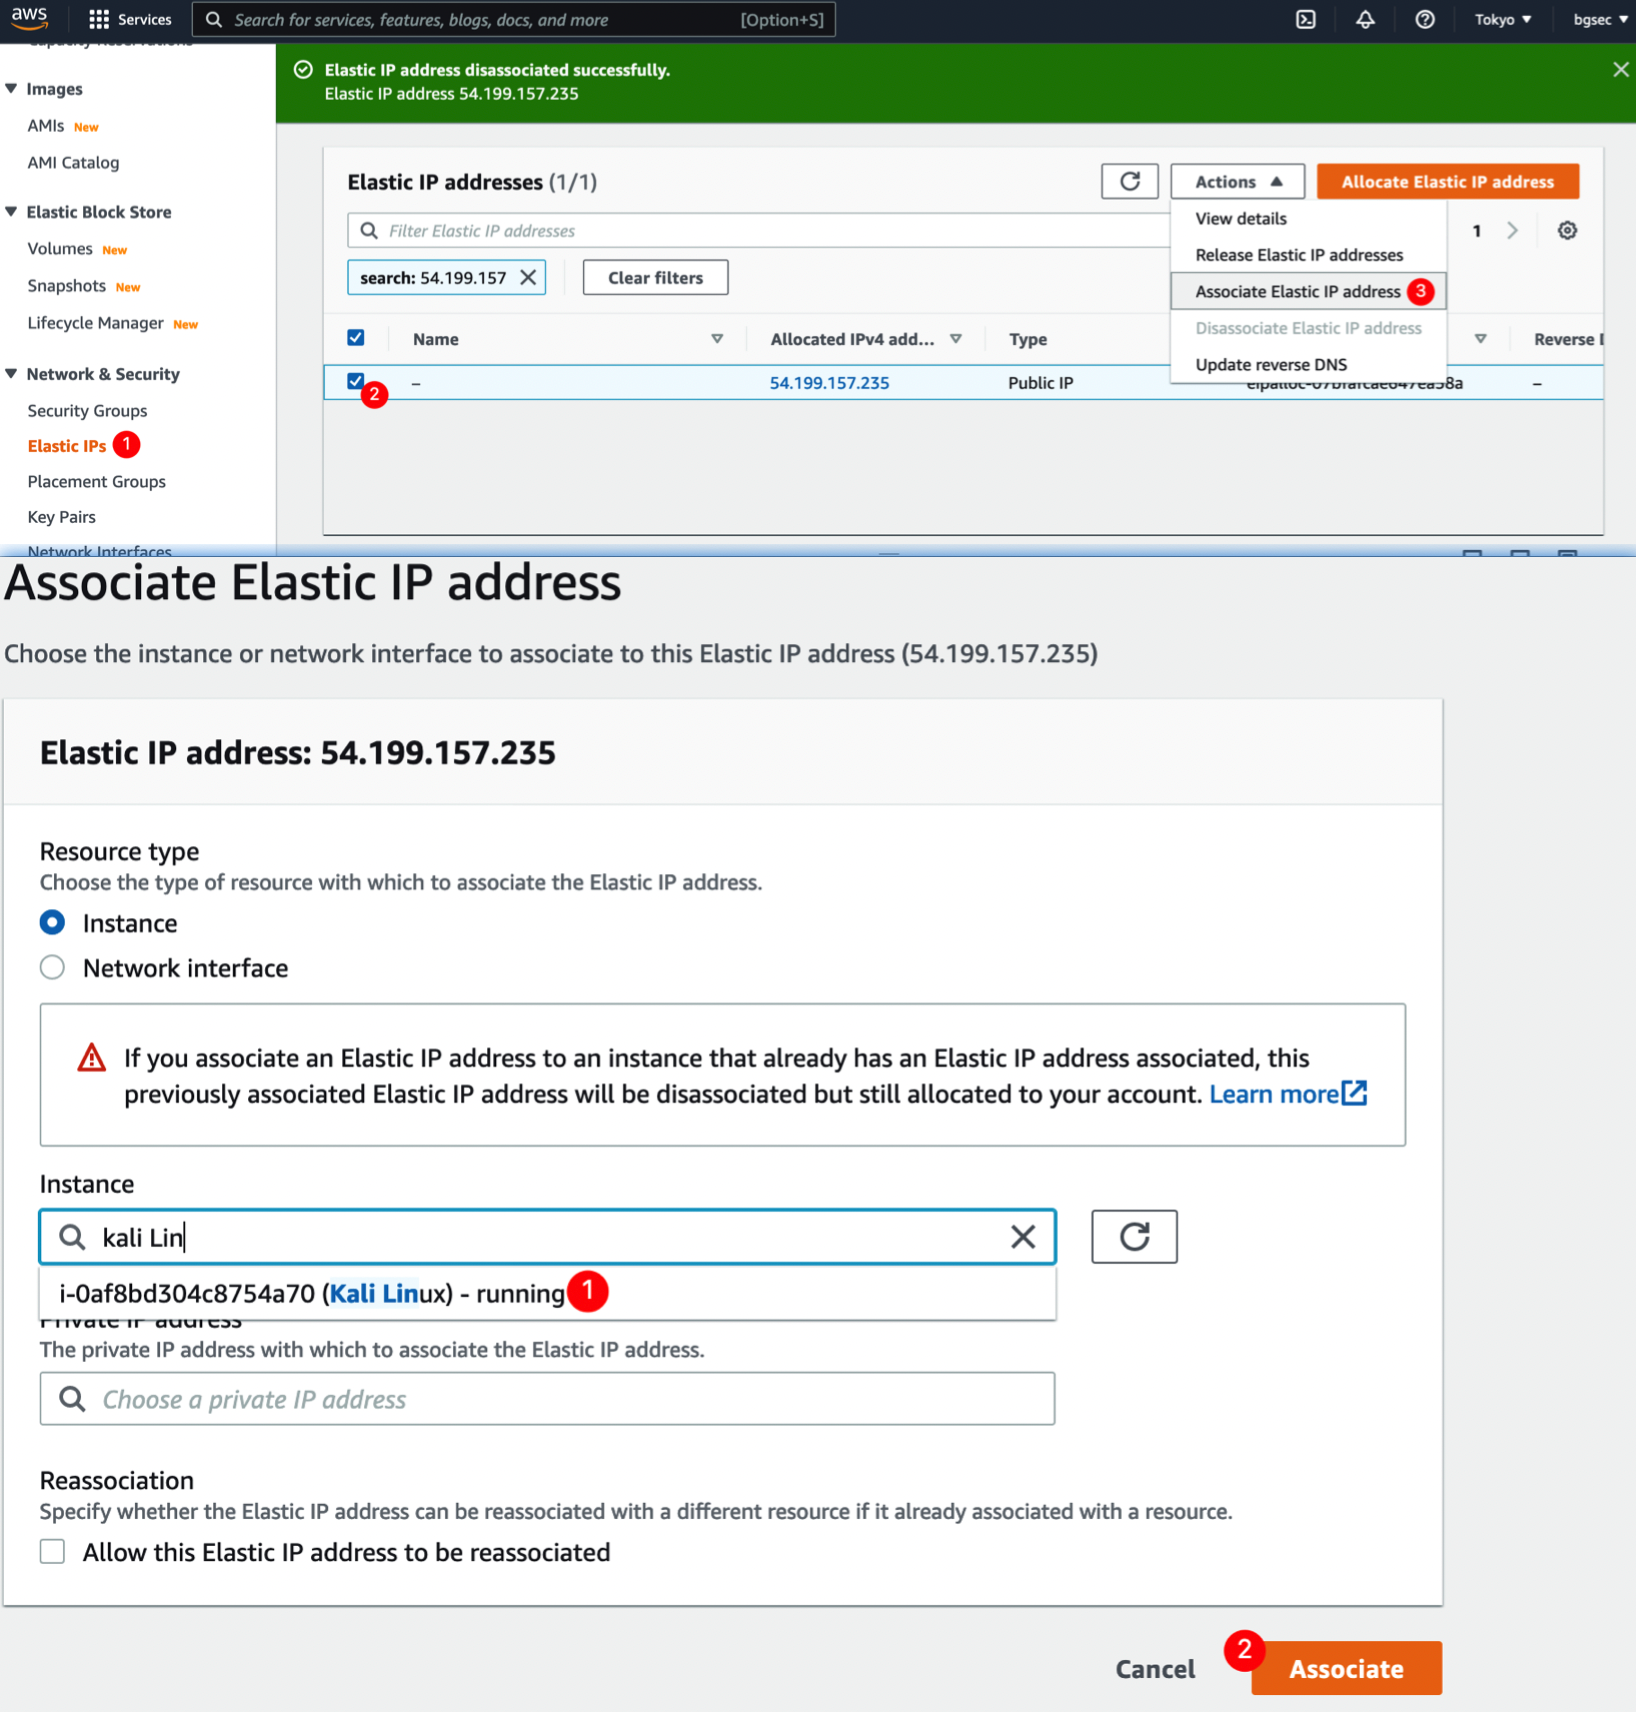 aws
Services
Search for services, features, blogs, docs, and more [Option+S]
Tokyo ▼
bgsec ▼
Capacity Reservations
Elastic IP address disassociated successfully.
Elastic IP address 54.199.157.235
▼ Images
AMIs New
AMI Catalog
▼ Elastic Block Store
Volumes New
Snapshots New
Lifecycle Manager New
▼ Network & Security
Security Groups
Elastic IPs 1
Placement Groups
Key Pairs
Network Interfaces
Elastic IP addresses (1/1)
Actions ▲
Allocate Elastic IP address
Filter Elastic IP addresses
1
search: 54.199.157
Clear filters
View details
Release Elastic IP addresses
Associate Elastic IP address 3
Disassociate Elastic IP address
Update reverse DNS
Name
Allocated IPv4 add...
Type
Reverse
2
–
54.199.157.235
Public IP
–
Associate Elastic IP address
Choose the instance or network interface to associate to this Elastic IP address (54.199.157.235)
Elastic IP address: 54.199.157.235
Resource type
Choose the type of resource with which to associate the Elastic IP address.
Instance
Network interface
If you associate an Elastic IP address to an instance that already has an Elastic IP address associated, this
previously associated Elastic IP address will be disassociated but still allocated to your account. Learn more
Instance
kali Lin
i-0af8bd304c8754a70 (Kali Linux) - running 1
Private IP address
The private IP address with which to associate the Elastic IP address.
Choose a private IP address
Reassociation
Specify whether the Elastic IP address can be reassociated with a different resource if it already associated with a resource.
Allow this Elastic IP address to be reassociated
Cancel
2
Associate